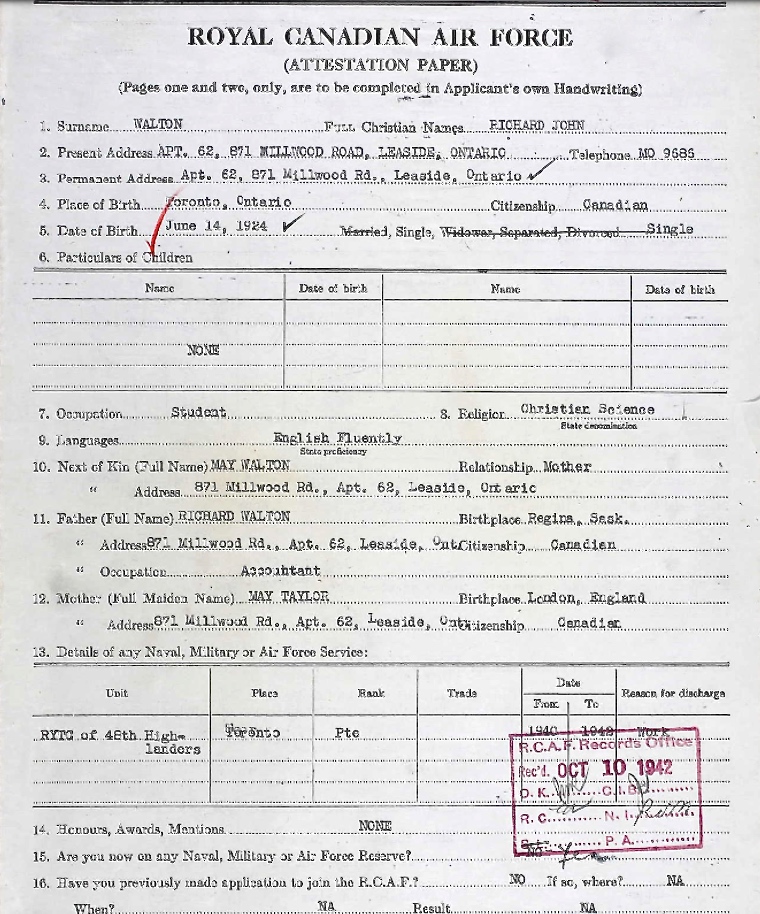 ROYAL CANADIAN AIR FORCE
(ATTESTATION PAPER)
(Pages one and two, only, are to be completed in Applicant's own Handwriting)
1. Surname WALTON Full Christian Names RICHARD JOHN
2. Present Address APT. 62, 871 MILLWOOD ROAD, LEASIDE, ONTARIO Telephone MO 9686
3. Permanent Address Apt. 62, 871 Millwood Rd., Leaside, Ontario
4. Place of Birth Toronto, Ontario Citizenship Canadian
5. Date of Birth June 14, 1924 Married, Single, Widower, Separated, Divorced Single
6. Particulars of Children
Name Date of birth Name Date of birth
NONE
7. Occupation Student 8. Religion Christian Science
State denomination
9. Languages English Fluently
State proficiency
10. Next of Kin (Full Name) MAY WALTON Relationship Mother
" Address 871 Millwood Rd., Apt. 62, Leaside, Ontario
11. Father (Full Name) RICHARD WALTON Birthplace Regina, Sask.
" Address 871 Millwood Rd., Apt. 62, Leaside, Ont. Citizenship Canadian
" Occupation Accountant
12. Mother (Full Maiden Name) MAY TAYLOR Birthplace London, England
" Address 871 Millwood Rd., Apt. 62, Leaside, Ont. Citizenship Canadian
13. Details of any Naval, Military or Air Force Service:
Date
Unit Place Rank Trade From To Reason for discharge
RYTC of 48th High-
landers Toronto Pte 1940 1942 Work
R.C.A.F. Records Office
Rec'd. OCT 10 1942
O.K. C.I.B.
R.C. N.I.
P.A.
14. Honours, Awards, Mentions NONE
15. Are you now on any Naval, Military or Air Force Reserve? NO
16. Have you previously made application to join the R.C.A.F.? NO If so, where? NA
When? NA Result NA